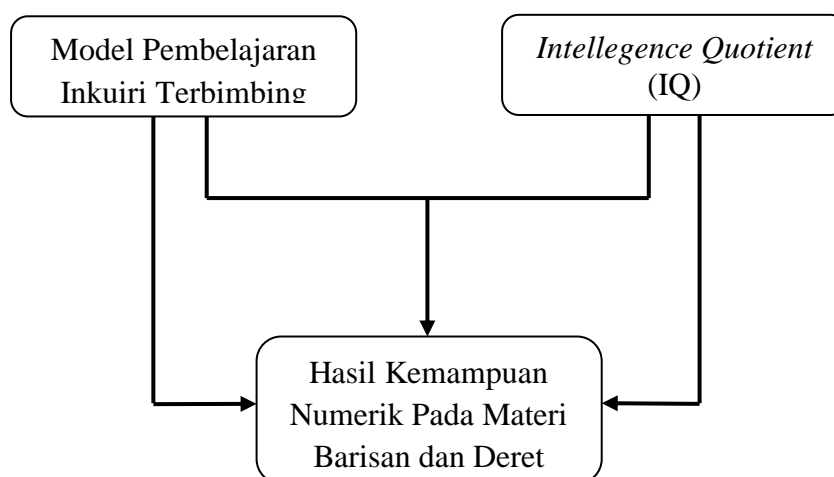 Model Pembelajaran
Inkuiri Terbimbing
Intellegence Quotient
(IQ)
Hasil Kemampuan
Numerik Pada Materi
Barisan dan Deret